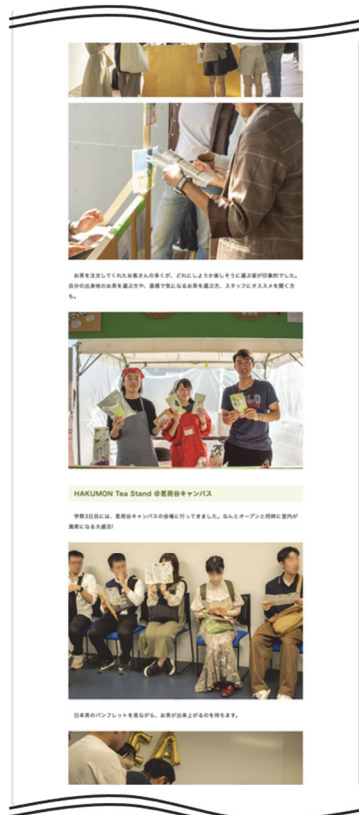 お茶を注文してくれたお客さんの多くが、どれにしようか楽しそうに選ぶ姿が印象的でした。
自分の出身地のお茶を選ぶ方や、直感で気になるお茶を選ぶ方、スタッフにオススメを聞く方
も。
HAKUMON Tea Stand @茗荷谷キャンパス
学祭3日目には、茗荷谷キャンパスの会場に行ってきました。なんとオープンと同時に室内が
満席になる大盛況!
日本茶のパンフレットを見ながら、お茶が出来上がるのを待ちます。